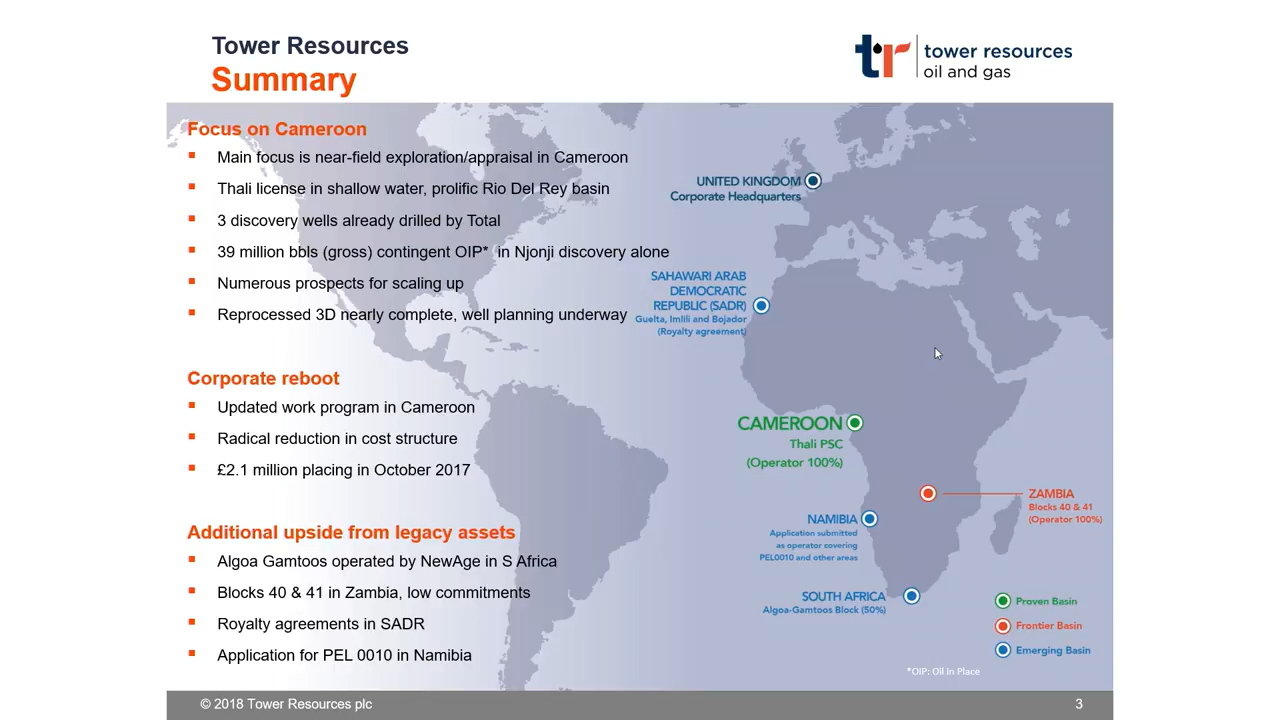 Tower Resources
Summary
tr
tower resources
oil and gas
Focus on Cameroon
Main focus is near-field exploration/appraisal in Cameroon
Thali license in shallow water, prolific Rio Del Rey basin
3 discovery wells already drilled by Total
39 million bbls (gross) contingent OIP* in Njonji discovery alone
Numerous prospects for scaling up
Reprocessed 3D nearly complete, well planning underway
Corporate reboot
Updated work program in Cameroon
Radical reduction in cost structure
£2.1 million placing in October 2017
Additional upside from legacy assets
Algoa Gamtoos operated by NewAge in S Africa
Blocks 40 & 41 in Zambia, low commitments
Royalty agreements in SADR
Application for PEL 0010 in Namibia
UNITED KINGDOM
Corporate Headquarters
SAHAWARI ARAB
DEMOCRATIC
REPUBLIC (SADR)
Guelta, Imlili and Bojador
(Royalty agreement)
CAMEROON
Thali PSC
(Operator 100%)
ZAMBIA
Blocks 40 & 41
(Operator 100%)
NAMIBIA
Application submitted
as operator covering
PEL0010 and other areas
SOUTH AFRICA
Algoa-Gamtoos Block (50%)
Proven Basin
Frontier Basin
Emerging Basin
*OIP: Oil in Place
© 2018 Tower Resources plc
3